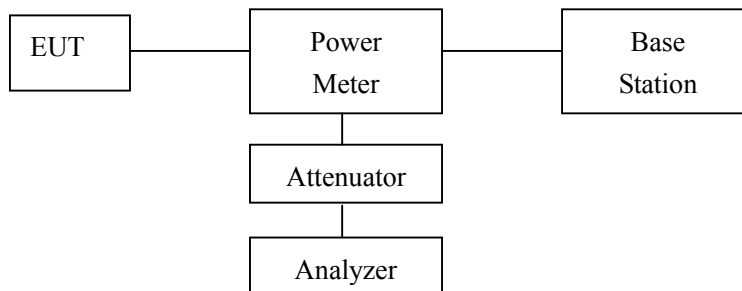 EUT
Power
Meter
Base
Station
Attenuator
Analyzer